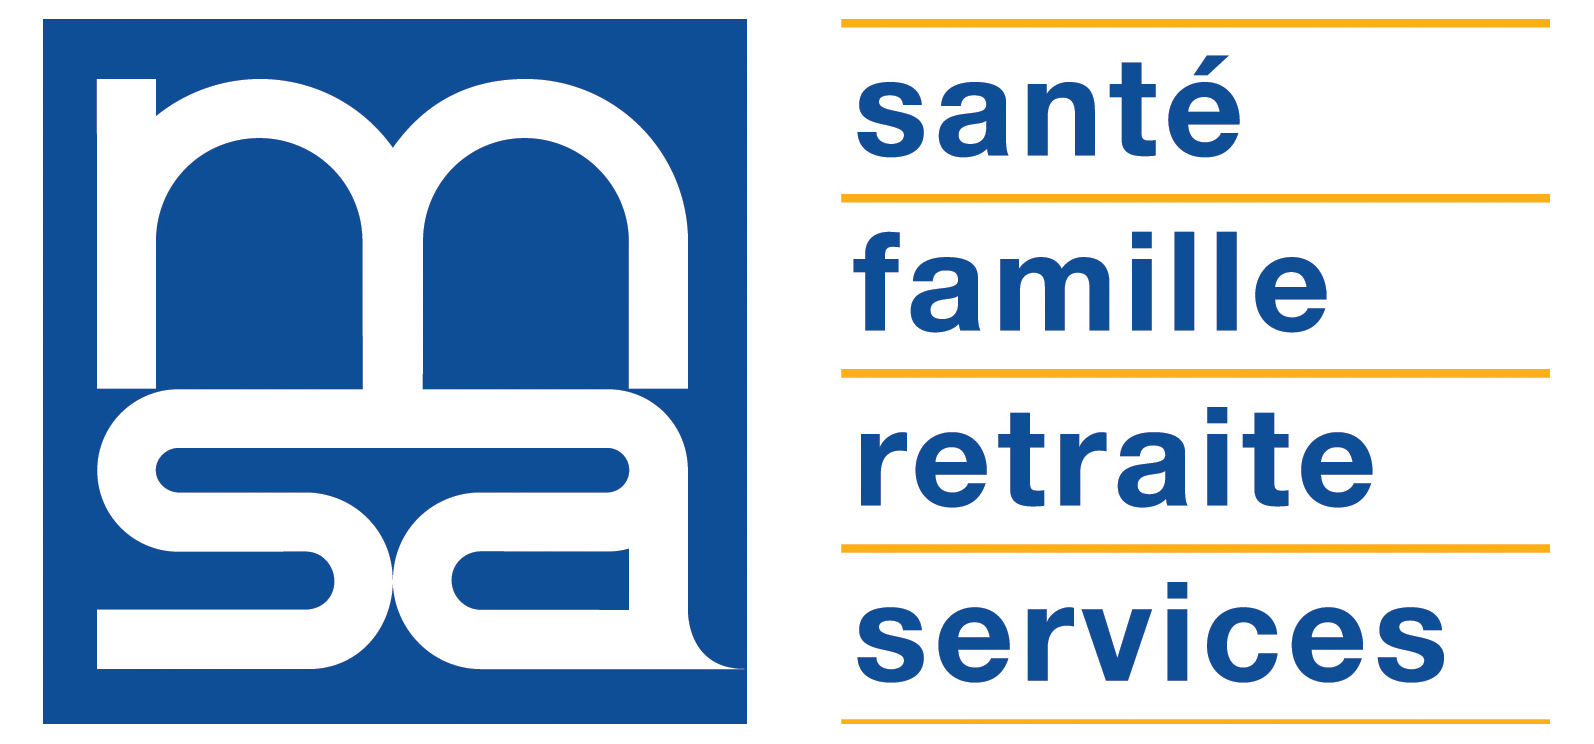 msa
santé
famille
retraite
services